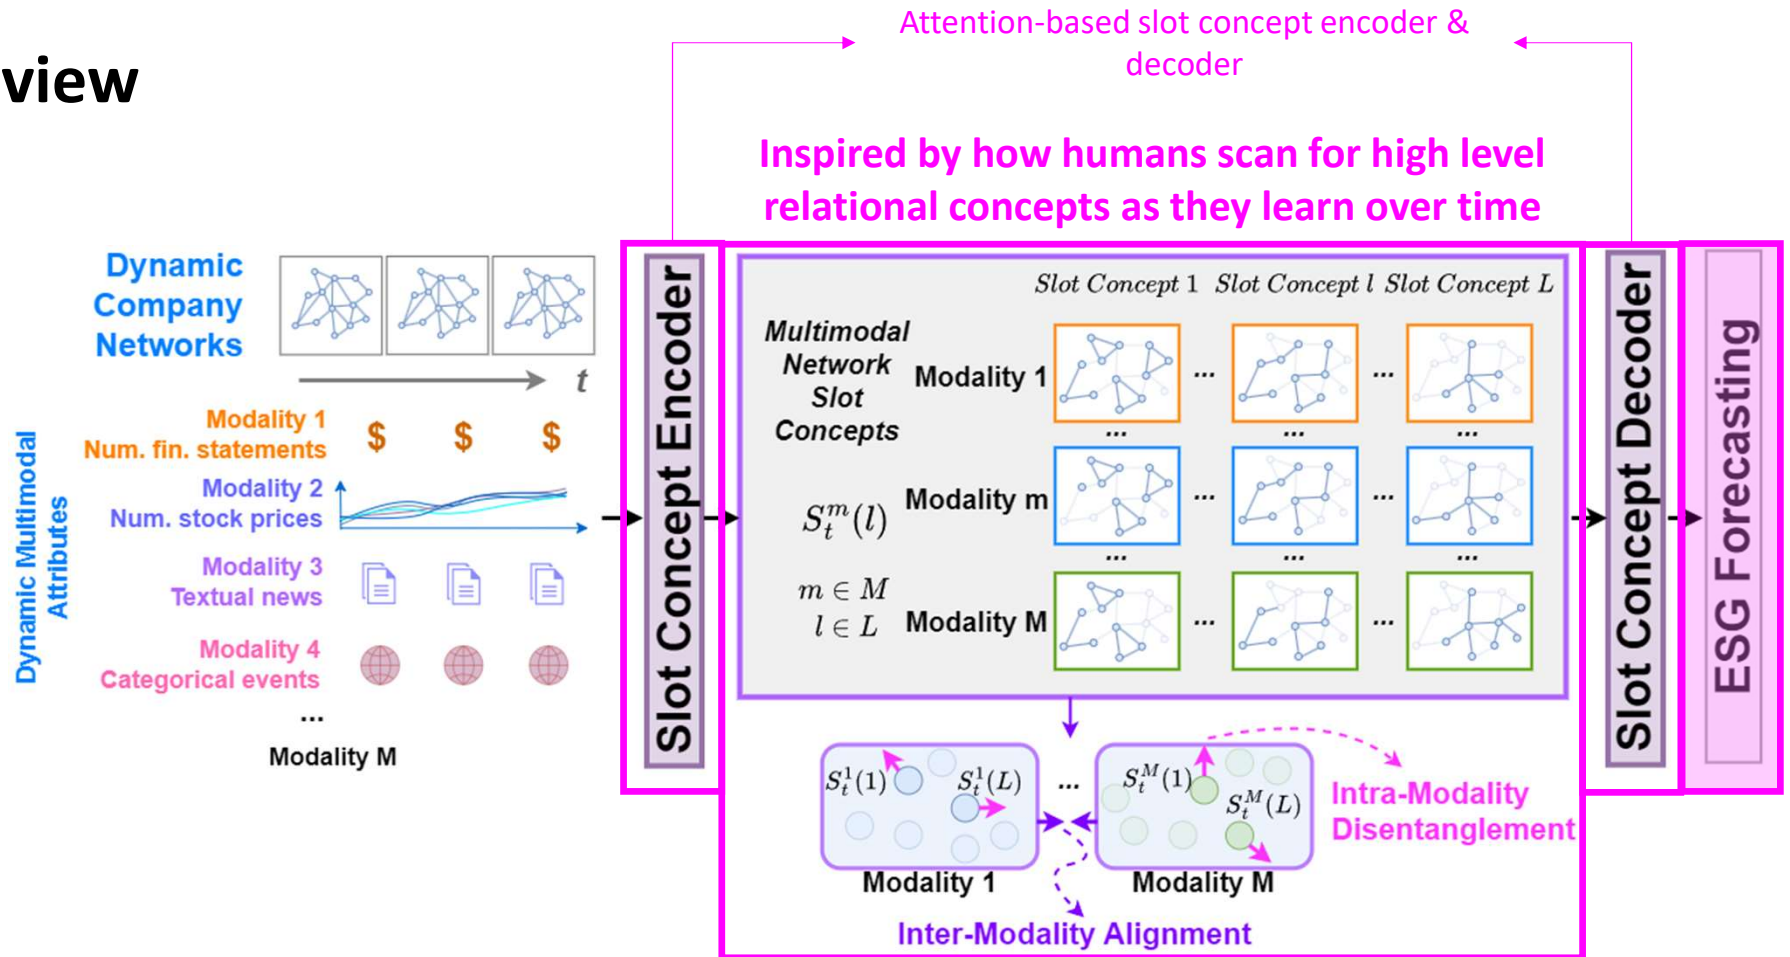 view
Attention-based slot concept encoder &
decoder
Inspired by how humans scan for high level
relational concepts as they learn over time
Dynamic
Company
Networks
t
Dynamic Multimodal
Attributes
Modality 1
Num. fin. statements
$ $ $
Modality 2
Num. stock prices
Modality 3
Textual news
Modality 4
Categorical events
...
Modality M
Slot Concept Encoder
Slot Concept 1 Slot Concept l Slot Concept L
Multimodal
Network
Slot
Concepts
S_t^m(l)
m ∈ M
l ∈ L
Modality 1
... ...
... ... ...
Modality m
... ...
... ... ...
Modality M
... ...
S_t^1(1)
S_t^1(L)
Modality 1
...
S_t^M(1)
S_t^M(L)
Modality M
Intra-Modality
Disentanglement
Inter-Modality Alignment
Slot Concept Decoder
ESG Forecasting